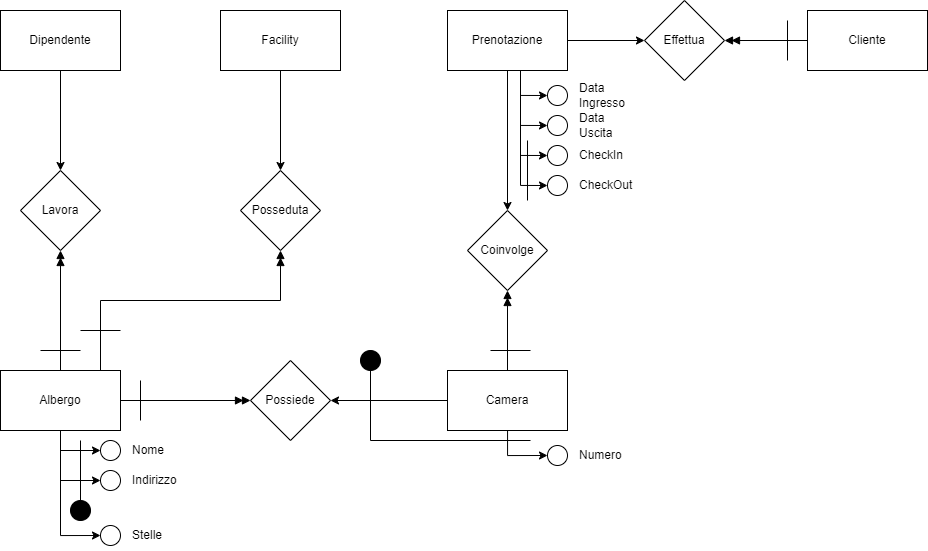 Dipendente
Facility
Prenotazione
Effettua
Cliente
Data
Ingresso
Data
Uscita
CheckIn
CheckOut
Lavora
Posseduta
Coinvolge
Albergo
Possiede
Camera
Nome
Indirizzo
Stelle
Numero